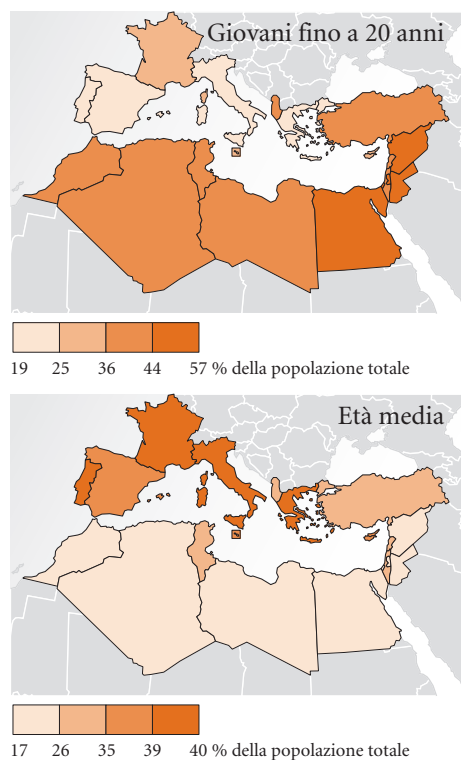 Giovani fino a 20 anni
19 25 36 44 57 % della popolazione totale
Età media
17 26 35 39 40 % della popolazione totale